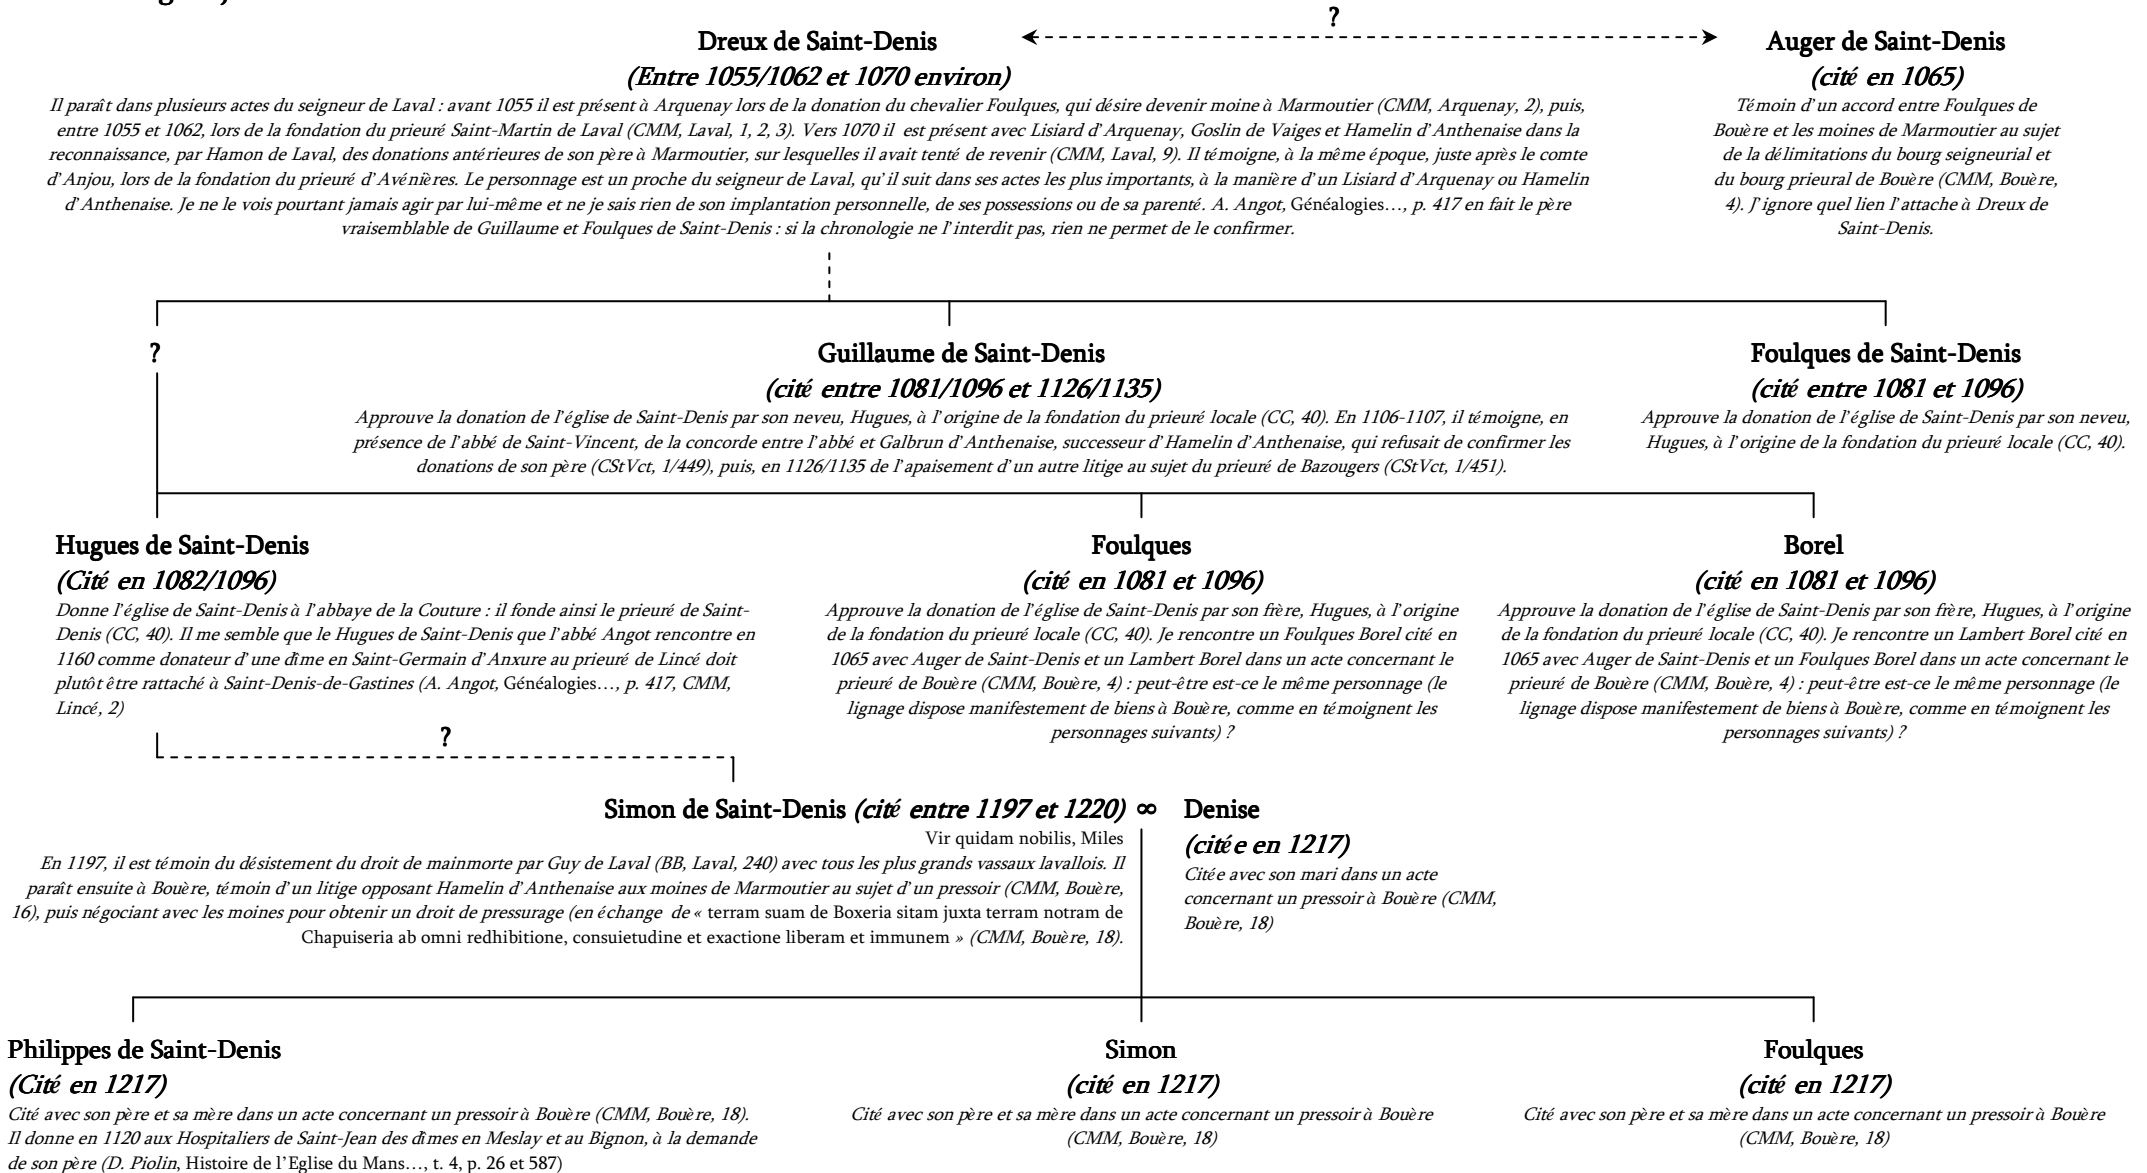 ?
Dreux de Saint-Denis
(Entre 1055/1062 et 1070 environ)
Il paraît dans plusieurs actes du seigneur de Laval : avant 1055 il est présent à Arquenay lors de la donation du chevalier Foulques, qui désire devenir moine à Marmoutier (CMM, Arquenay, 2), puis,
entre 1055 et 1062, lors de la fondation du prieuré Saint-Martin de Laval (CMM, Laval, 1, 2, 3). Vers 1070 il est présent avec Lisiard d'Arquenay, Goslin de Vaiges et Hamelin d'Anthenaise dans la
reconnaissance, par Hamon de Laval, des donations antérieures de son père à Marmoutier, sur lesquelles il avait tenté de revenir (CMM, Laval, 9). Il témoigne, à la même époque, juste après le comte
d'Anjou, lors de la fondation du prieuré d'Avénières. Le personnage est un proche du seigneur de Laval, qu'il suit dans ses actes les plus importants, à la manière d'un Lisiard d'Arquenay ou Hamelin
d'Anthenaise. Je ne le vois pourtant jamais agir par lui-même et ne je sais rien de son implantation personnelle, de ses possessions ou de sa parenté. A. Angot, Généalogies…, p. 417 en fait le père
vraisemblable de Guillaume et Foulques de Saint-Denis : si la chronologie ne l'interdit pas, rien ne permet de le confirmer.
Auger de Saint-Denis
(cité en 1065)
Témoin d'un accord entre Foulques de
Bouère et les moines de Marmoutier au sujet
de la délimitations du bourg seigneurial et
du bourg prieural de Bouère (CMM, Bouère,
4). J'ignore quel lien l'attache à Dreux de
Saint-Denis.
?
Guillaume de Saint-Denis
(cité entre 1081/1096 et 1126/1135)
Approuve la donation de l'église de Saint-Denis par son neveu, Hugues, à l'origine de la fondation du prieuré locale (CC, 40). En 1106-1107, il témoigne, en
présence de l'abbé de Saint-Vincent, de la concorde entre l'abbé et Galbrun d'Anthenaise, successeur d'Hamelin d'Anthenaise, qui refusait de confirmer les
donations de son père (CStVct, 1/449), puis, en 1126/1135 de l'apaisement d'un autre litige au sujet du prieuré de Bazougers (CStVct, 1/451).
Foulques de Saint-Denis
(cité entre 1081 et 1096)
Approuve la donation de l'église de Saint-Denis par son neveu,
Hugues, à l'origine de la fondation du prieuré locale (CC, 40).
Hugues de Saint-Denis
(Cité en 1082/1096)
Donne l'église de Saint-Denis à l'abbaye de la Couture : il fonde ainsi le prieuré de Saint-
Denis (CC, 40). Il me semble que le Hugues de Saint-Denis que l'abbé Angot rencontre en
1160 comme donateur d'une dîme en Saint-Germain d'Anxure au prieuré de Lincé doit
plutôt être rattaché à Saint-Denis-de-Gastines (A. Angot, Généalogies…, p. 417, CMM,
Lincé, 2)
Foulques
(cité en 1081 et 1096)
Approuve la donation de l'église de Saint-Denis par son frère, Hugues, à l'origine
de la fondation du prieuré locale (CC, 40). Je rencontre un Foulques Borel cité en
1065 avec Auger de Saint-Denis et un Lambert Borel dans un acte concernant le
prieuré de Bouère (CMM, Bouère, 4) : peut-être est-ce le même personnage (le
lignage dispose manifestement de biens à Bouère, comme en témoignent les
personnages suivants) ?
Borel
(cité en 1081 et 1096)
Approuve la donation de l'église de Saint-Denis par son frère, Hugues, à l'origine
de la fondation du prieuré locale (CC, 40). Je rencontre un Lambert Borel cité en
1065 avec Auger de Saint-Denis et un Foulques Borel dans un acte concernant le
prieuré de Bouère (CMM, Bouère, 4) : peut-être est-ce le même personnage (le
lignage dispose manifestement de biens à Bouère, comme en témoignent les
personnages suivants) ?
?
Simon de Saint-Denis (cité entre 1197 et 1220) ∞
Vir quidam nobilis, Miles
En 1197, il est témoin du désistement du droit de mainmorte par Guy de Laval (BB, Laval, 240) avec tous les plus grands vassaux lavallois. Il
paraît ensuite à Bouère, témoin d'un litige opposant Hamelin d'Anthenaise aux moines de Marmoutier au sujet d'un pressoir (CMM, Bouère,
16), puis négociant avec les moines pour obtenir un droit de pressurage (en échange de « terram suam de Boxeria sitam juxta terram notram de
Chapuiseria ab omni redhibitione, consuietudine et exactione liberam et immunem » (CMM, Bouère, 18).
Denise
(citée en 1217)
Citée avec son mari dans un acte
concernant un pressoir à Bouère (CMM,
Bouère, 18)
Philippes de Saint-Denis
(Cité en 1217)
Cité avec son père et sa mère dans un acte concernant un pressoir à Bouère (CMM, Bouère, 18).
Il donne en 1120 aux Hospitaliers de Saint-Jean des dîmes en Meslay et au Bignon, à la demande
de son père (D. Piolin, Histoire de l'Eglise du Mans…, t. 4, p. 26 et 587)
Simon
(cité en 1217)
Cité avec son père et sa mère dans un acte concernant un pressoir à Bouère
(CMM, Bouère, 18)
Foulques
(cité en 1217)
Cité avec son père et sa mère dans un acte concernant un pressoir à Bouère
(CMM, Bouère, 18)